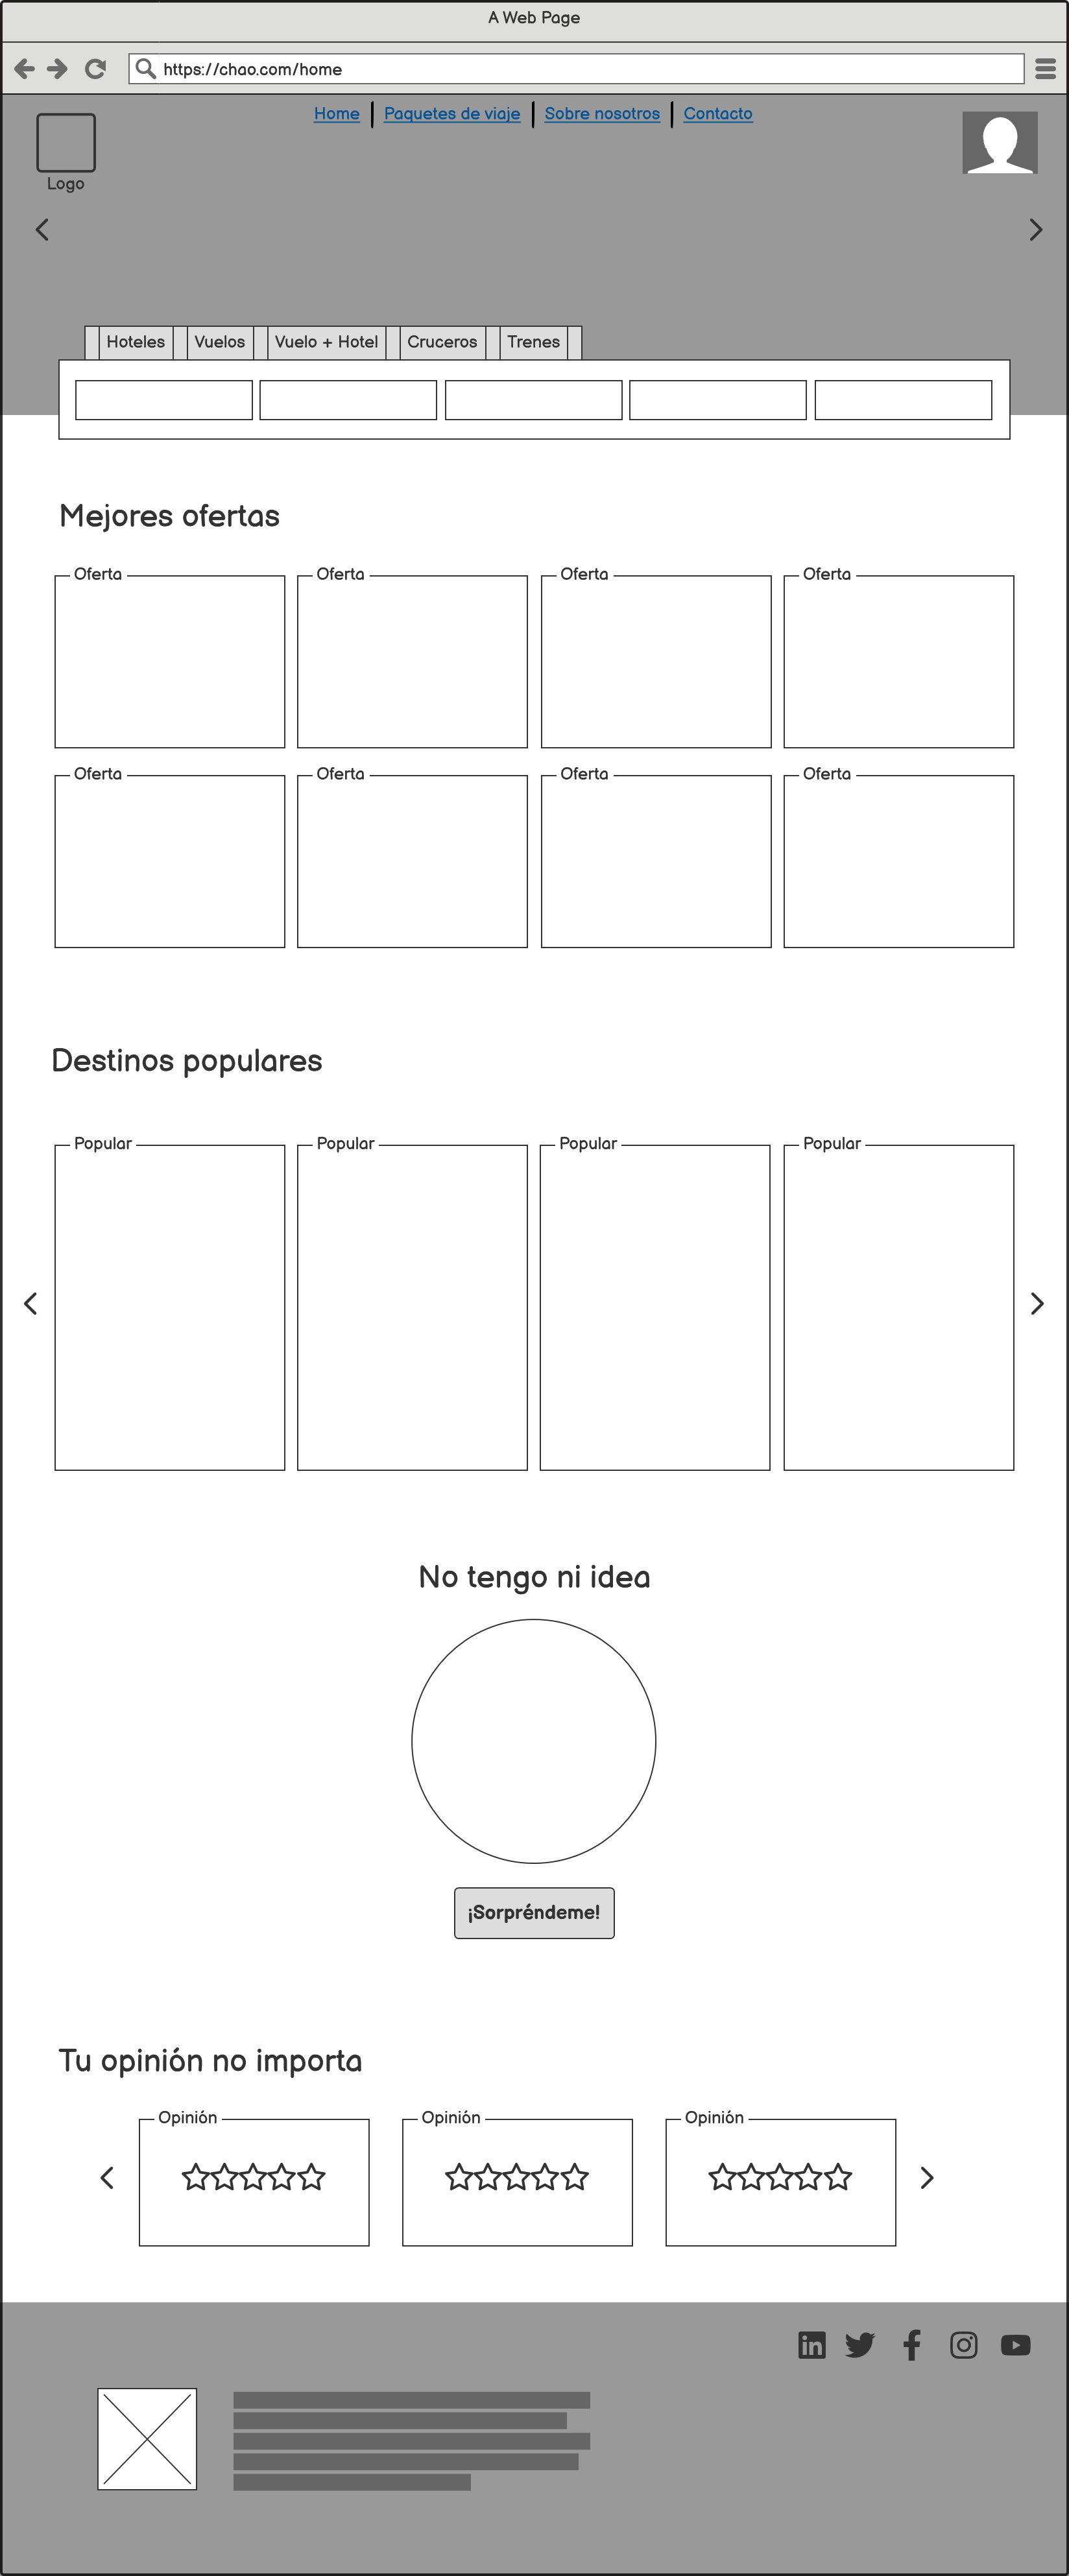 A Web Page
https://chao.com/home
Home Paquetes de viaje Sobre nosotros Contacto
Logo
Hoteles Vuelos Vuelo + Hotel Cruceros Trenes
Mejores ofertas
Oferta Oferta Oferta Oferta
Oferta Oferta Oferta Oferta
Destinos populares
Popular Popular Popular Popular
No tengo ni idea
¡Sorpréndeme!
Tu opinión no importa
Opinión Opinión Opinión